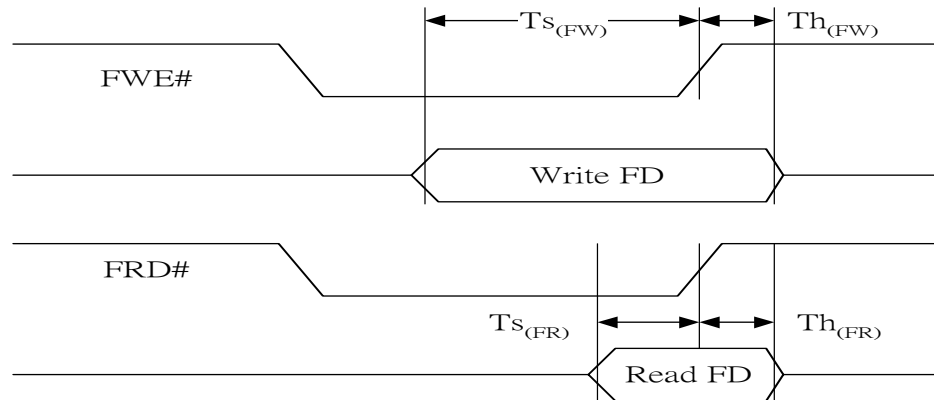 Ts(FW) Th(FW)
FWE#
Write FD
FRD#
Ts(FR) Th(FR)
Read FD